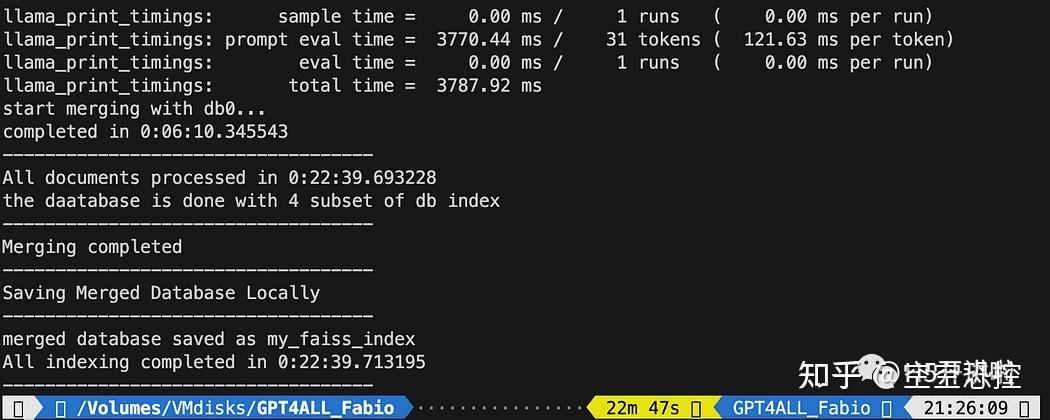 llama_print_timings:      sample time =     0.00 ms /     1 runs   (    0.00 ms per run)
llama_print_timings: prompt eval time =  3770.44 ms /    31 tokens (  121.63 ms per token)
llama_print_timings:        eval time =     0.00 ms /     1 runs   (    0.00 ms per run)
llama_print_timings:       total time =  3787.92 ms
start merging with db0...
completed in 0:06:10.345543
-----------------------------------
All documents processed in 0:22:39.693228
the daatabase is done with 4 subset of db index
-----------------------------------
Merging completed
-----------------------------------
Saving Merged Database Locally
-----------------------------------
merged database saved as my_faiss_index
All indexing completed in 0:22:39.713195
-----------------------------------
知乎
/Volumes/VMdisks/GPT4ALL_Fabio 22m 47s GPT4ALL_Fabio 21:26:09